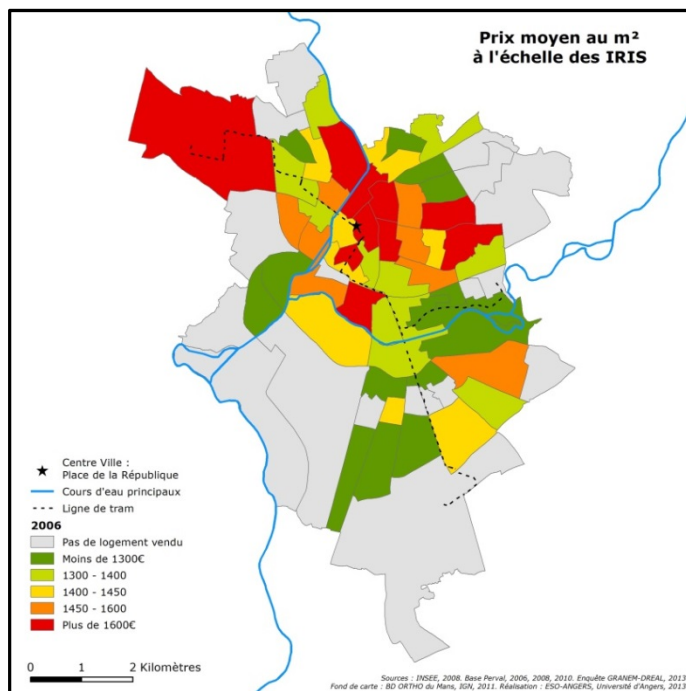 Prix moyen au m²
à l'échelle des IRIS
Centre Ville :
Place de la République
Cours d'eau principaux
Ligne de tram
2006
Pas de logement vendu
Moins de 1300€
1300 - 1400
1400 - 1450
1450 - 1600
Plus de 1600€
0 1 2 Kilomètres
Sources : INSEE, 2008. Base Perval, 2006, 2008, 2010. Enquête GRANEM-DREAL, 2013
Fond de carte : BD ORTHO du Mans, IGN, 2011. Réalisation : ESO-ANGERS, Université d'Angers, 2013